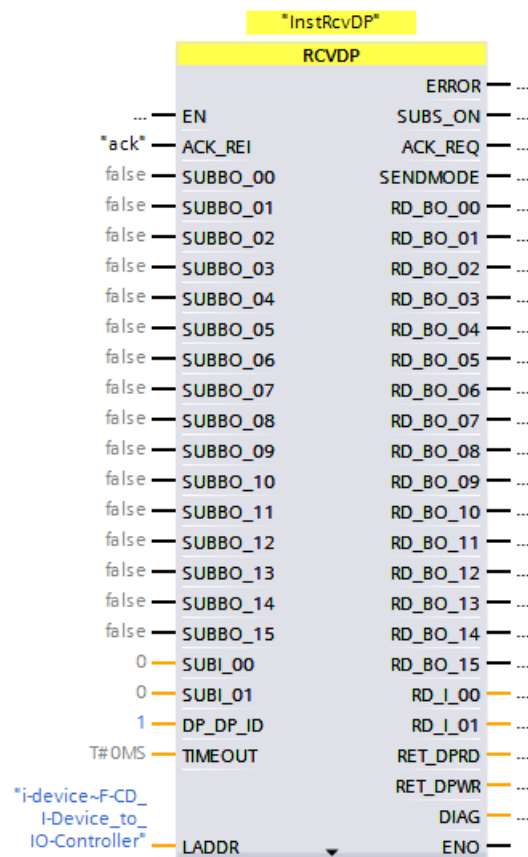 "InstRcvDP"
RCVDP
ERROR ...
... EN SUBS_ON ...
"ack" ACK_REI ACK_REQ ...
false SUBBO_00 SENDMODE ...
false SUBBO_01 RD_BO_00 ...
false SUBBO_02 RD_BO_01 ...
false SUBBO_03 RD_BO_02 ...
false SUBBO_04 RD_BO_03 ...
false SUBBO_05 RD_BO_04 ...
false SUBBO_06 RD_BO_05 ...
false SUBBO_07 RD_BO_06 ...
false SUBBO_08 RD_BO_07 ...
false SUBBO_09 RD_BO_08 ...
false SUBBO_10 RD_BO_09 ...
false SUBBO_11 RD_BO_10 ...
false SUBBO_12 RD_BO_11 ...
false SUBBO_13 RD_BO_12 ...
false SUBBO_14 RD_BO_13 ...
false SUBBO_15 RD_BO_14 ...
0 SUBI_00 RD_BO_15 ...
0 SUBI_01 RD_I_00 ...
1 DP_DP_ID RD_I_01 ...
T#0MS TIMEOUT RET_DPRD ...
RET_DPWR ...
"i-device~F-CD_
I-Device_to_ DIAG ...
IO-Controller" LADDR ENO